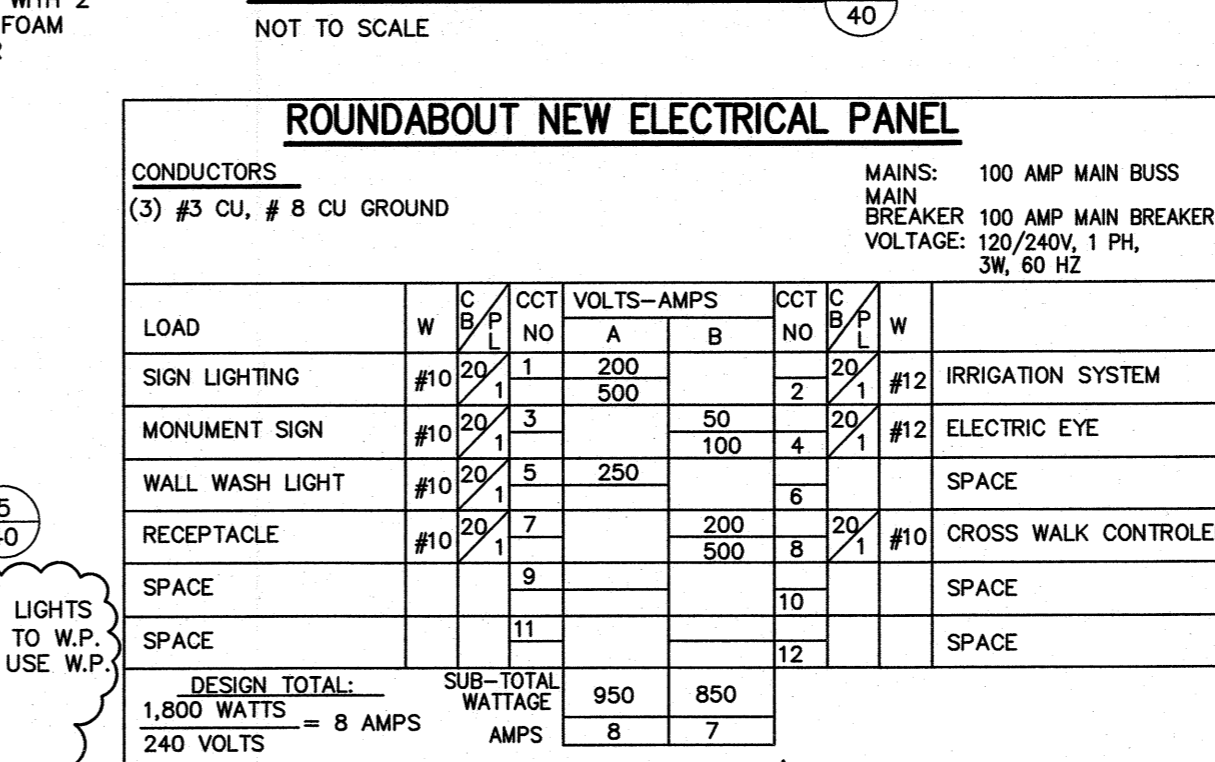 WITH 2
FOAM
NOT TO SCALE
40
ROUNDABOUT NEW ELECTRICAL PANEL
CONDUCTORS
(3) #3 CU, # 8 CU GROUND
MAINS: 100 AMP MAIN BUSS
MAIN
BREAKER 100 AMP MAIN BREAKER
VOLTAGE: 120/240V, 1 PH,
3W, 60 HZ
LOAD W CB/PL CCT NO VOLTS-AMPS A B CCT NO CB/PL W
SIGN LIGHTING #10 20/1 1 200
500 2 20/1 #12 IRRIGATION SYSTEM
MONUMENT SIGN #10 20/1 3 50
100 4 20/1 #12 ELECTRIC EYE
WALL WASH LIGHT #10 20/1 5 250
6 SPACE
RECEPTACLE #10 20/1 7 200
500 8 20/1 #10 CROSS WALK CONTROLE
SPACE 9
10 SPACE
SPACE 11
12 SPACE
DESIGN TOTAL:
1,800 WATTS
240 VOLTS
= 8 AMPS
SUB-TOTAL
WATTAGE 950 850
AMPS 8 7
5
LIGHTS
TO W.P.
USE W.P.